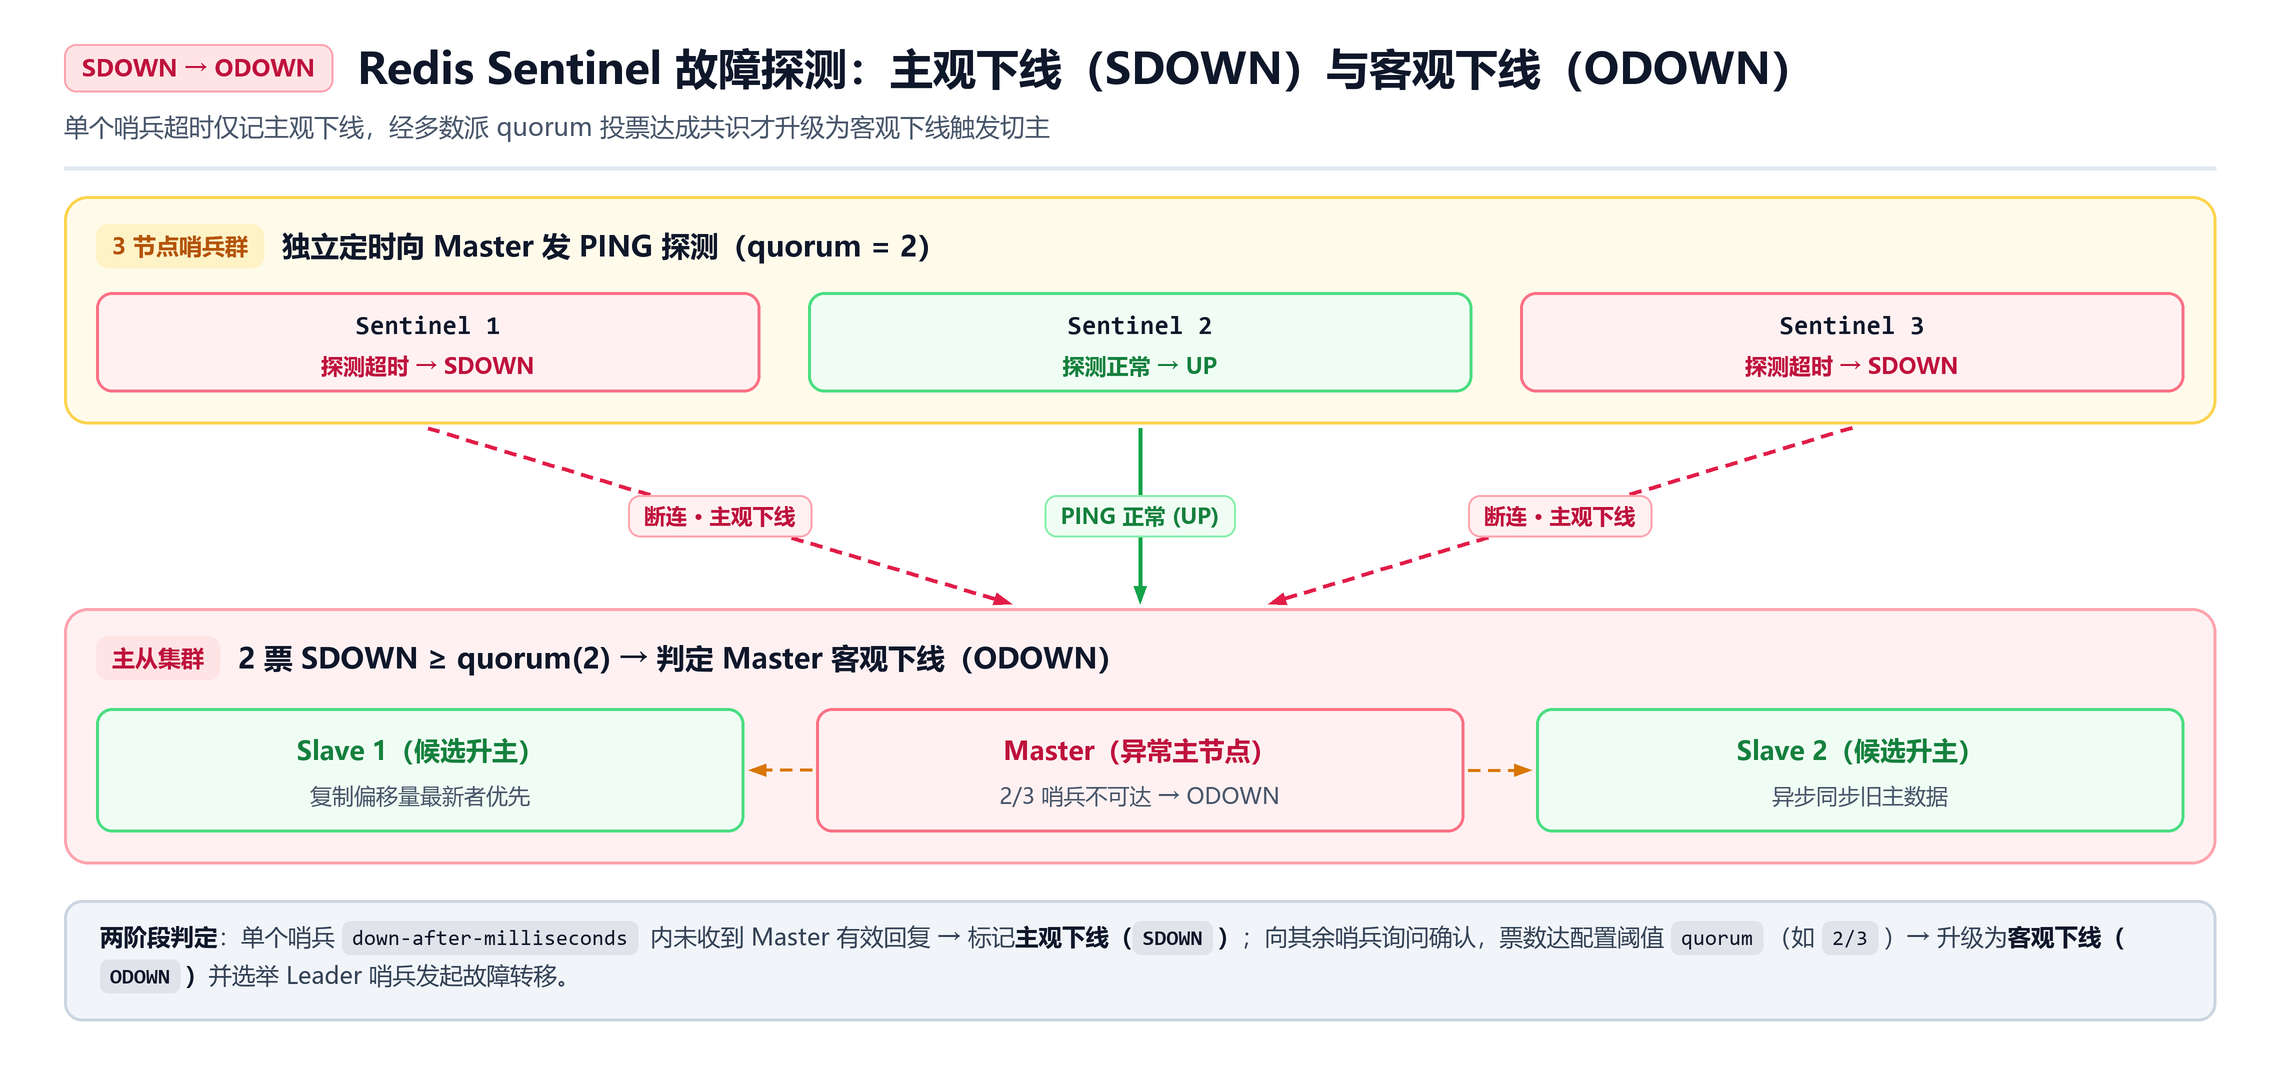 SDOWN → ODOWN
Redis Sentinel 故障探测：主观下线（SDOWN）与客观下线（ODOWN）
单个哨兵超时仅记主观下线，经多数派 quorum 投票达成共识才升级为客观下线触发切主
3 节点哨兵群
独立定时向 Master 发 PING 探测（quorum = 2）
Sentinel 1
探测超时 → SDOWN
Sentinel 2
探测正常 → UP
Sentinel 3
探测超时 → SDOWN
断连 · 主观下线
PING 正常 (UP)
断连 · 主观下线
主从集群
2 票 SDOWN ≥ quorum(2) → 判定 Master 客观下线（ODOWN）
Slave 1（候选升主）
复制偏移量最新者优先
Master（异常主节点）
2/3 哨兵不可达 → ODOWN
Slave 2（候选升主）
异步同步旧主数据
两阶段判定：单个哨兵 down-after-milliseconds 内未收到 Master 有效回复 → 标记主观下线（SDOWN）；向其余哨兵询问确认，票数达配置阈值 quorum（如 2/3）→ 升级为客观下线（
ODOWN）并选举 Leader 哨兵发起故障转移。